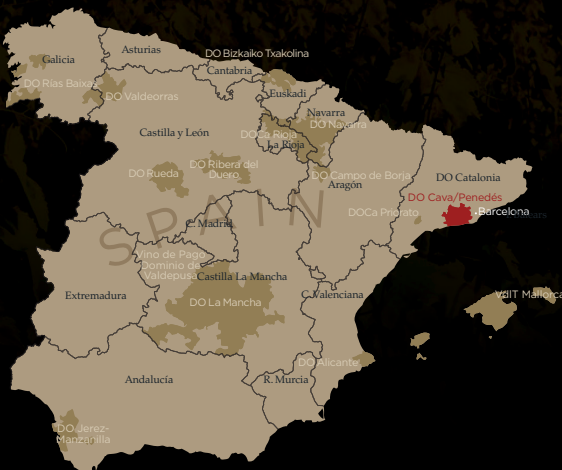 Asturias
DO Bizkaiko Txakolina
Galicia
Cantabria
DO Rías Baixas
Euskadi
DO Valdeorras
Navarra
DO Navarra
Castilla y León
DOCa Rioja
La Rioja
DO Ribera del
Duero
DO Rueda
DO Campo de Borja
Aragón
DO Catalonia
DO Cava/Penedés
DOCa Priorato
Barcelona
SPAIN
C. Madrid
Vino de Pago
Dominio de
Valdepusa
Castilla La Mancha
Extremadura
DO La Mancha
C. Valenciana
VdlT Mallorca
DO Alicante
Andalucía
R. Murcia
DO Jerez-
Manzanilla